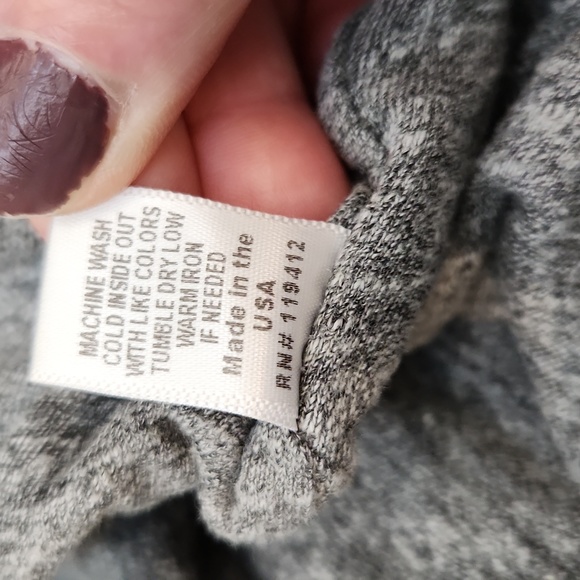 MACHINE WASH
COLD INSIDE OUT
WITH LIKE COLORS
TUMBLE DRY LOW
WARM IRON
IF NEEDED
Made in the
USA
RN# 119412